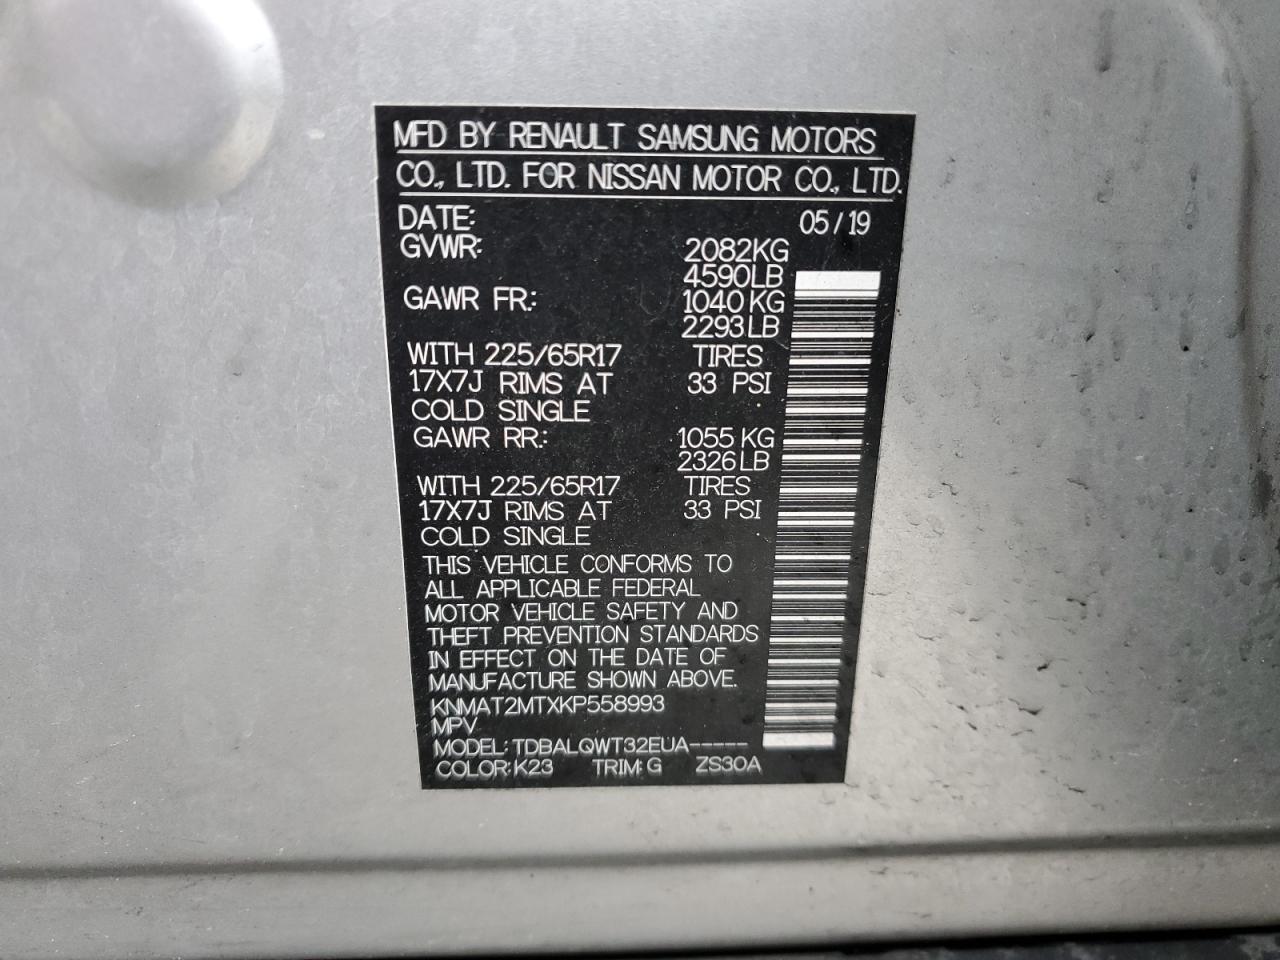 MFD BY RENAULT SAMSUNG MOTORS
CO., LTD. FOR NISSAN MOTOR CO., LTD.
DATE: 05/19
GVWR: 2082KG
4590LB
GAWR FR.: 1040 KG
2293LB
WITH 225/65R17 TIRES
17X7J RIMS AT 33 PSI
COLD SINGLE
GAWR RR.: 1055 KG
2326LB
WITH 225/65R17 TIRES
17X7J RIMS AT 33 PSI
COLD SINGLE
THIS VEHICLE CONFORMS TO
ALL APPLICABLE FEDERAL
MOTOR VEHICLE SAFETY AND
THEFT PREVENTION STANDARDS
IN EFFECT ON THE DATE OF
MANUFACTURE SHOWN ABOVE.
KNMAT2MTXKP558993
MPV
MODEL: TDBALQWT32EUA-----
COLOR:K23 TRIM:G ZS30A